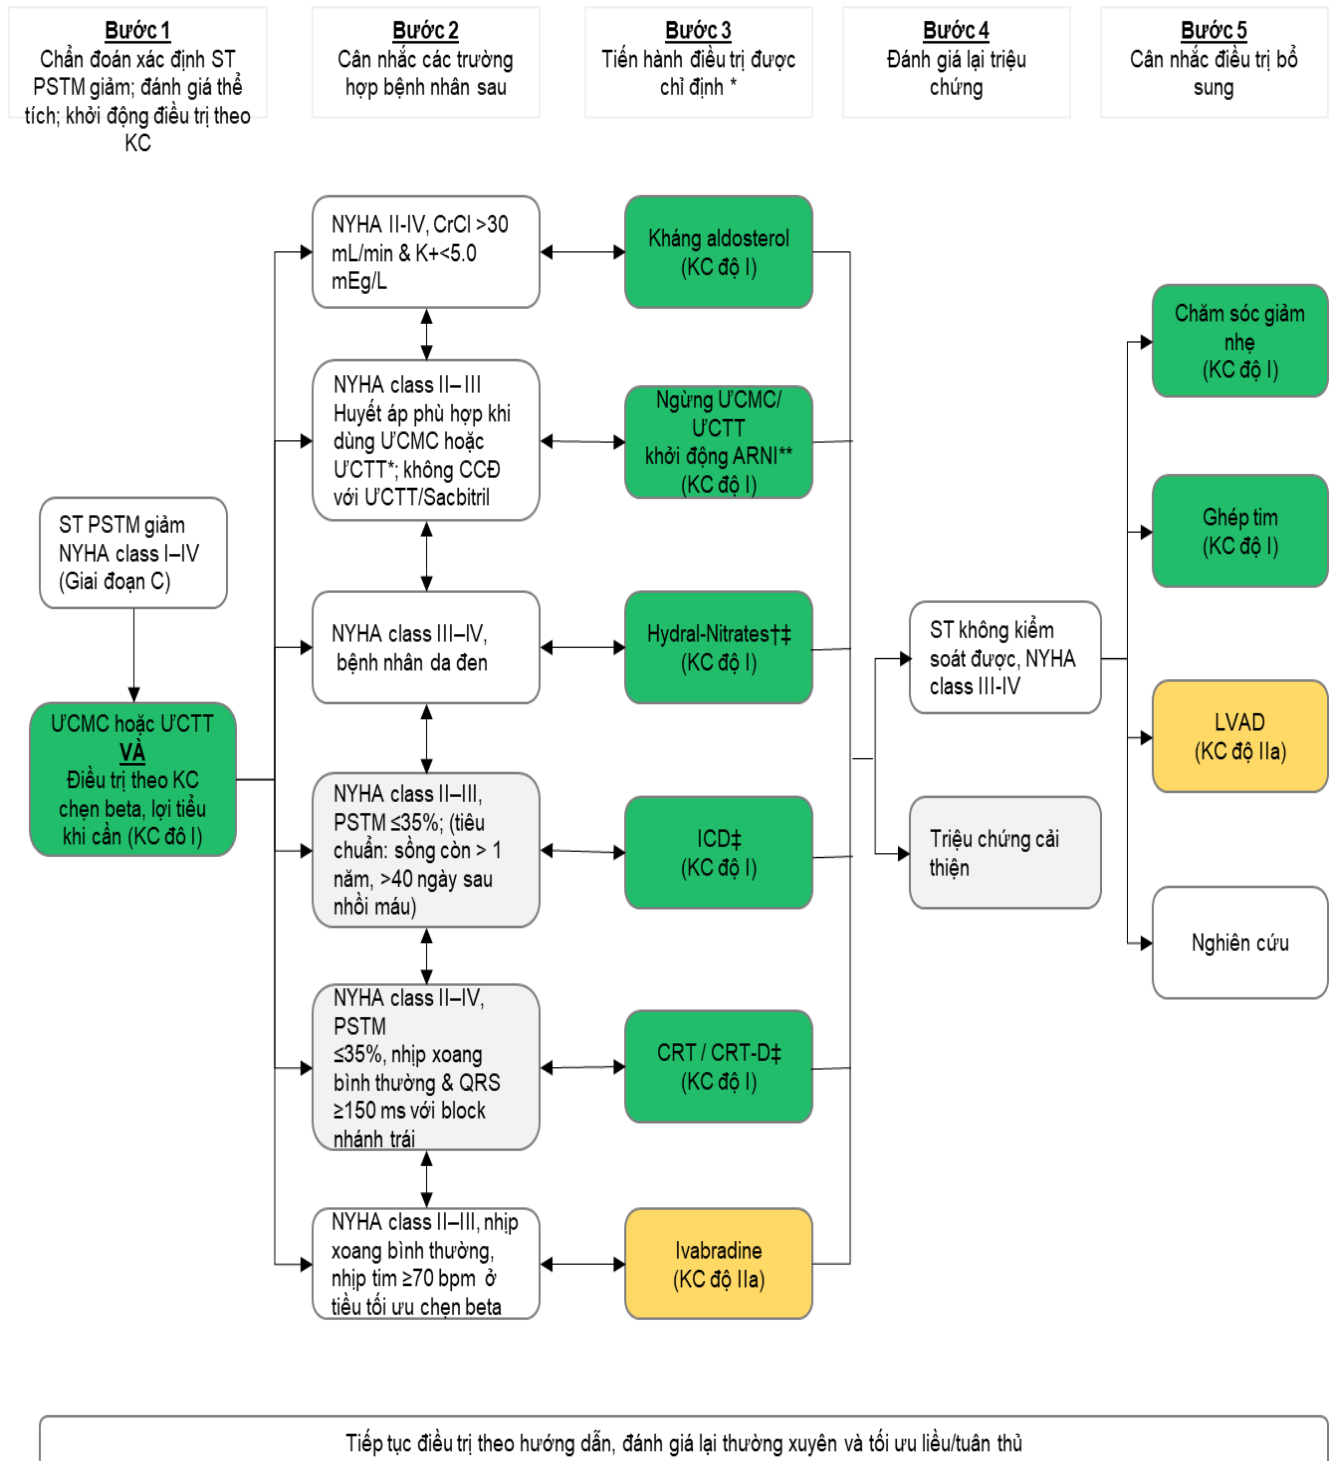 Bước 1
Chẩn đoán xác định ST
PSTM giảm; đánh giá thể
tích; khởi động điều trị theo
KC
Bước 2
Cân nhắc các trường
hợp bệnh nhân sau
Bước 3
Tiến hành điều trị được
chỉ định *
Bước 4
Đánh giá lại triệu
chứng
Bước 5
Cân nhắc điều trị bổ
sung
ST PSTM giảm
NYHA class I–IV
(Giai đoạn C)
ƯCMC hoặc ƯCTT
VÀ
Điều trị theo KC
chẹn beta, lợi tiểu
khi cần (KC đô I)
NYHA II-IV, CrCl >30
mL/min & K+<5.0
mEg/L
NYHA class II–III
Huyết áp phù hợp khi
dùng ƯCMC hoặc
ƯCTT*; không CCĐ
với ƯCTT/Sacbitril
NYHA class III–IV,
bệnh nhân da đen
NYHA class II–III,
PSTM ≤35%; (tiêu
chuẩn: sồng còn > 1
năm, >40 ngày sau
nhồi máu)
NYHA class II–IV,
PSTM
≤35%, nhịp xoang
bình thường & QRS
≥150 ms với block
nhánh trái
NYHA class II–III, nhịp
xoang bình thường,
nhịp tim ≥70 bpm ở
tiều tối ưu chẹn beta
Kháng aldosterol
(KC độ I)
Ngừng ƯCMC/
ƯCTT
khởi động ARNI**
(KC độ I)
Hydral-Nitrates†‡
(KC độ I)
ICD‡
(KC độ I)
CRT / CRT-D‡
(KC độ I)
Ivabradine
(KC độ IIa)
ST không kiểm
soát được, NYHA
class III-IV
Triệu chứng cải
thiện
Chăm sóc giảm
nhẹ
(KC độ I)
Ghép tim
(KC độ I)
LVAD
(KC độ IIa)
Nghiên cứu
Tiếp tục điều trị theo hướng dẫn, đánh giá lại thường xuyên và tối ưu liều/tuân thủ